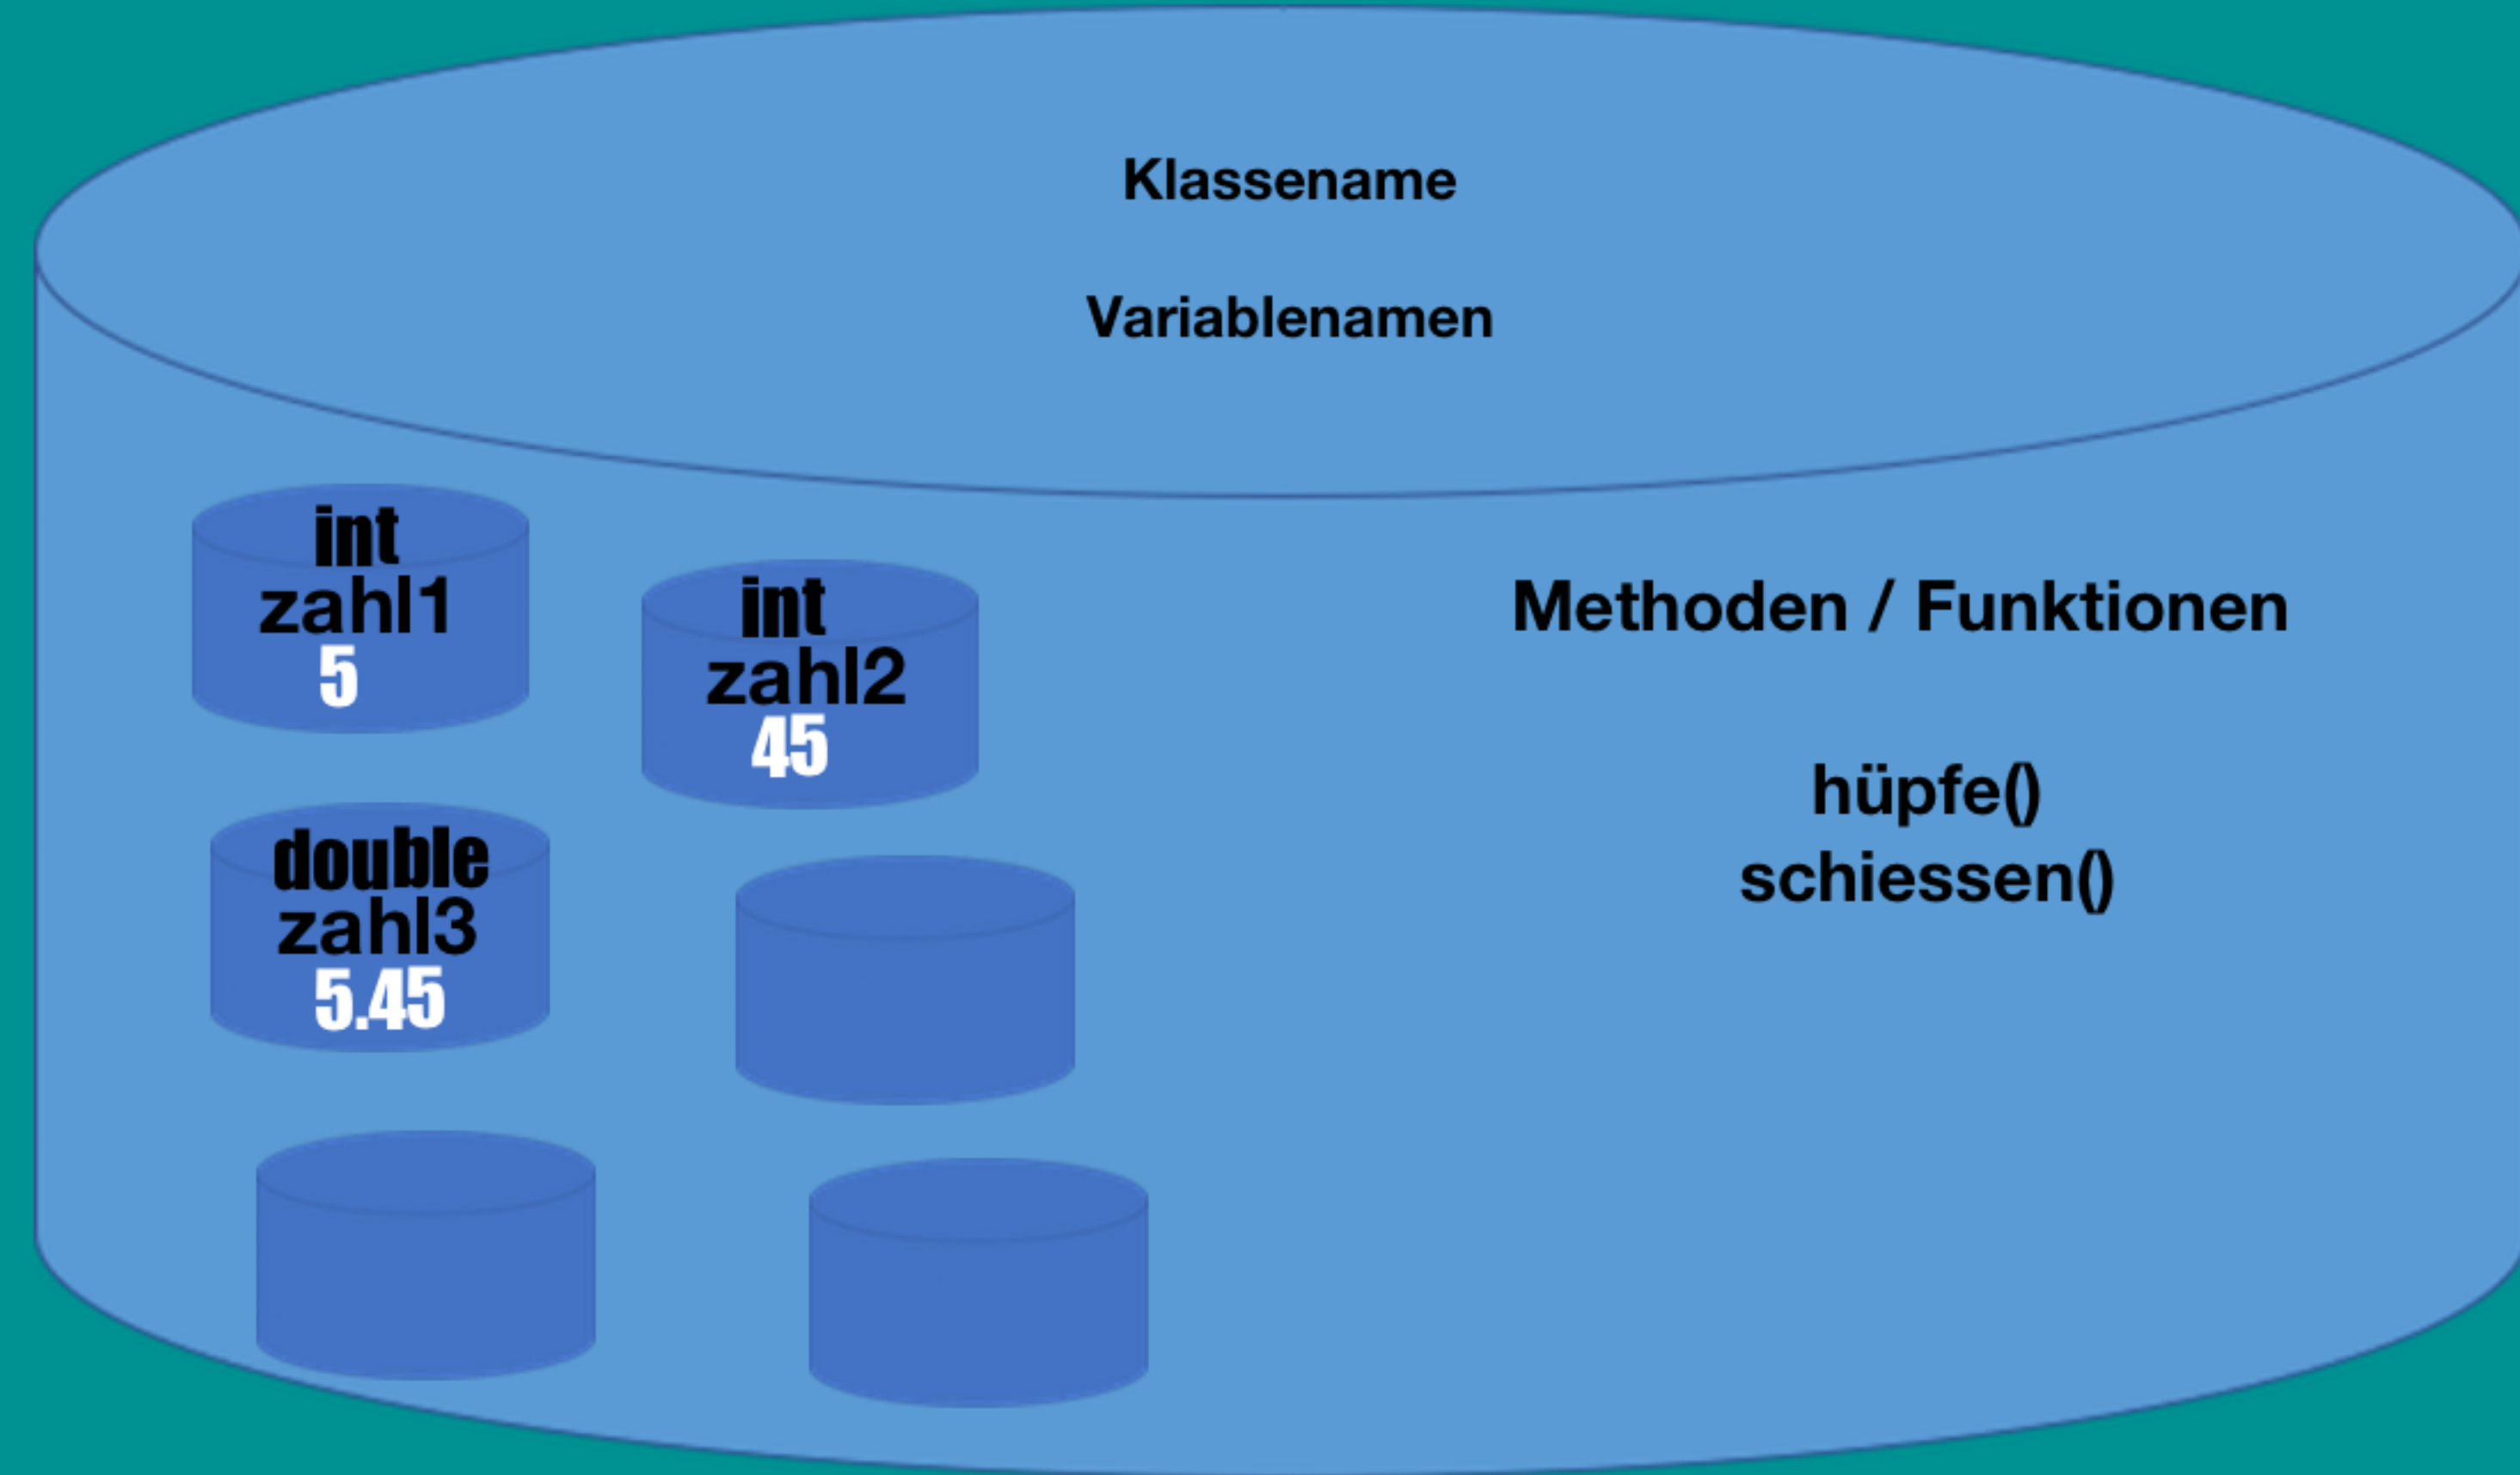 Klassename
Variablenamen
int
zahl1
5
int
zahl2
45
double
zahl3
5.45
Methoden / Funktionen
hüpfe()
schiessen()